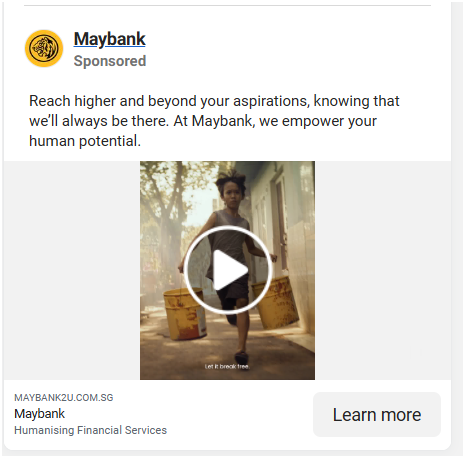 Maybank
Sponsored
Reach higher and beyond your aspirations, knowing that
we'll always be there. At Maybank, we empower your
human potential.
Let it break free.
MAYBANK2U.COM.SG
Maybank
Humanising Financial Services
Learn more